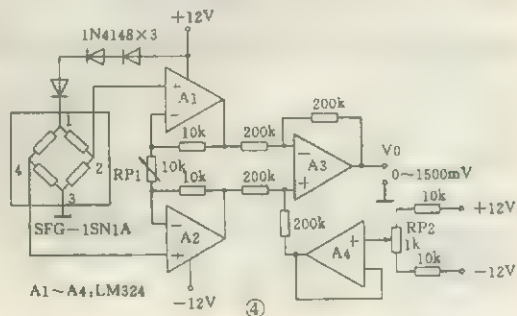 +12V
1N4148×3
A1
200k
10k
200k
1
4
2
3
RP1
10k
A3
V0
0~1500mV
10k
200k
10k
+12V
200k
RP2
1k
A2
A4
10k
-12V
SFG-1SN1A
-12V
A1~A4:LM324
④